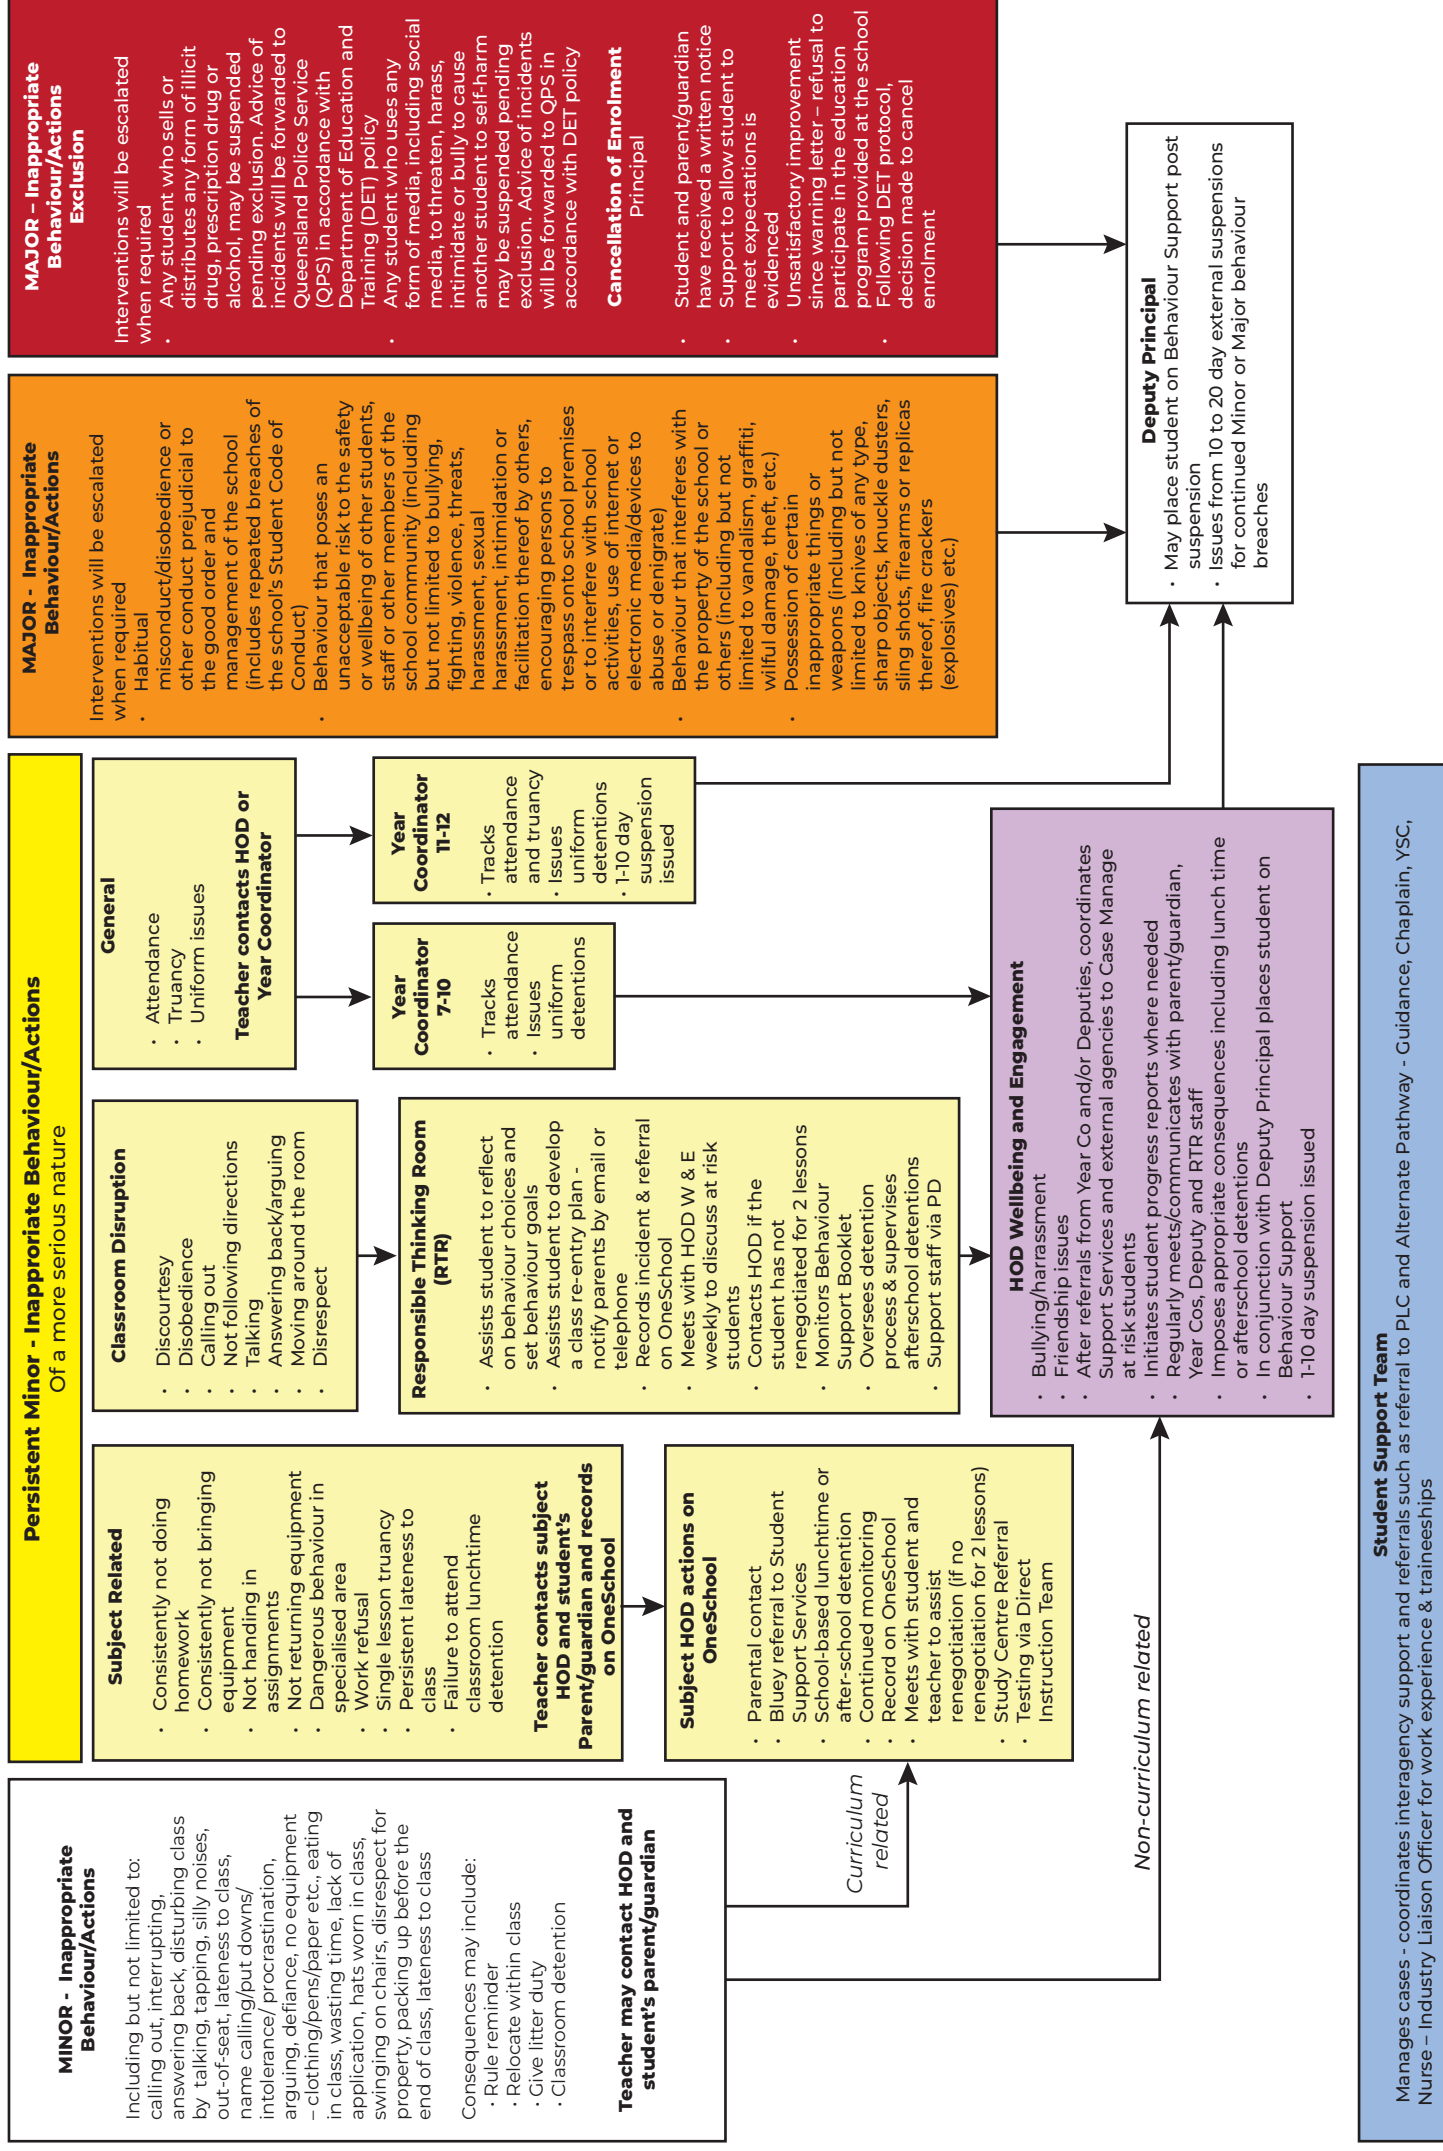 MINOR - Inappropriate
Behaviour/Actions
Including but not limited to:
calling out, interrupting,
answering back, disturbing class
by talking, tapping, silly noises,
out-of-seat, lateness to class,
name calling/put downs/
intolerance/ procrastination,
arguing, defiance, no equipment
– clothing/pens/paper etc., eating
in class, wasting time, lack of
application, hats worn in class,
swinging on chairs, disrespect for
property, packing up before the
end of class, lateness to class
Consequences may include:
· Rule reminder
· Relocate within class
· Give litter duty
· Classroom detention
Teacher may contact HOD and
student's parent/guardian
Persistent Minor - Inapproriate Behaviour/Actions
Of a more serious nature
Subject Related
· Consistently not doing
homework
· Consistently not bringing
equipment
· Not handing in
assignments
· Not returning equipment
· Dangerous behaviour in
specialised area
· Work refusal
· Single lesson truancy
· Persistent lateness to
class
· Failure to attend
classroom lunchtime
detention
Teacher contacts subject
HOD and student's
Parent/guardian and records
on OneSchool
Subject HOD actions on
OneSchool
· Parental contact
· Bluey referral to Student
Support Services
· School-based lunchtime or
after-school detention
· Continued monitoring
· Record on OneSchool
· Meets with student and
teacher to assist
renegotiation (if no
renegotiation for 2 lessons)
· Study Centre Referral
· Testing via Direct
Instruction Team
Curriculum
related
Non-curriculum related
Classroom Disruption
· Discourtesy
· Disobedience
· Calling out
· Not following directions
· Talking
· Answering back/arguing
· Moving around the room
· Disrespect
Responsible Thinking Room
(RTR)
· Assists student to reflect
on behaviour choices and
set behaviour goals
· Assists student to develop
a class re-entry plan -
notify parents by email or
telephone
· Records incident & referral
on OneSchool
· Meets with HOD W & E
weekly to discuss at risk
students
· Contacts HOD if the
student has not
renegotiated for 2 lessons
· Monitors Behaviour
Support Booklet
· Oversees detention
process & supervises
afterschool detentions
· Support staff via PD
General
· Attendance
· Truancy
· Uniform issues
Teacher contacts HOD or
Year Coordinator
Year
Coordinator
7-10
· Tracks
attendance
· Issues
uniform
detentions
Year
Coordinator
11-12
· Tracks
attendance
and truancy
· Issues
uniform
detentions
· 1-10 day
suspension
issued
HOD Wellbeing and Engagement
· Bullying/harrassment
· Friendship issues
· After referrals from Year Co and/or Deputies, coordinates
Support Services and external agencies to Case Manage
at risk students
· Initiates student progress reports where needed
· Regularly meets/communicates with parent/guardian,
Year Cos, Deputy and RTR staff
· Imposes appropriate consequences including lunch time
or afterschool detentions
· In conjunction with Deputy Principal places student on
Behaviour Support
· 1-10 day suspension issued
MAJOR - Inappropriate
Behaviour/Actions
Interventions will be escalated
when required
· Habitual
misconduct/disobedience or
other conduct prejudicial to
the good order and
management of the school
(includes repeated breaches of
the school's Student Code of
Conduct)
· Behaviour that poses an
unacceptable risk to the safety
or wellbeing of other students,
staff or other members of the
school community (including
but not limited to bullying,
fighting, violence, threats,
harassment, sexual
harassment, intimidation or
facilitation thereof by others,
encouraging persons to
trespass onto school premises
or to interfere with school
activities, use of internet or
electronic media/devices to
abuse or denigrate)
· Behaviour that interferes with
the property of the school or
others (including but not
limited to vandalism, graffiti,
wilful damage, theft, etc.)
· Possession of certain
inappropriate things or
weapons (including but not
limited to knives of any type,
sharp objects, knuckle dusters,
sling shots, firearms or replicas
thereof, fire crackers
(explosives) etc.)
MAJOR – Inappropriate
Behaviour/Actions
Exclusion
Interventions will be escalated
when required
· Any student who sells or
distributes any form of illicit
drug, prescription drug or
alcohol, may be suspended
pending exclusion. Advice of
incidents will be forwarded to
Queensland Police Service
(QPS) in accordance with
Department of Education and
Training (DET) policy
· Any student who uses any
form of media, including social
media, to threaten, harass,
intimidate or bully to cause
another student to self-harm
may be suspended pending
exclusion. Advice of incidents
will be forwarded to QPS in
accordance with DET policy
Cancellation of Enrolment
Principal
· Student and parent/guardian
have received a written notice
· Support to allow student to
meet expectations is
evidenced
· Unsatisfactory improvement
since warning letter – refusal to
participate in the education
program provided at the school
· Following DET protocol,
decision made to cancel
enrolment
Deputy Principal
· May place student on Behaviour Support post
suspension
· Issues from 10 to 20 day external suspensions
for continued Minor or Major behaviour
breaches
Student Support Team
Manages cases - coordinates interagency support and referrals such as referral to PLC and Alternate Pathway - Guidance, Chaplain, YSC,
Nurse – Industry Liaison Officer for work experience & traineeships